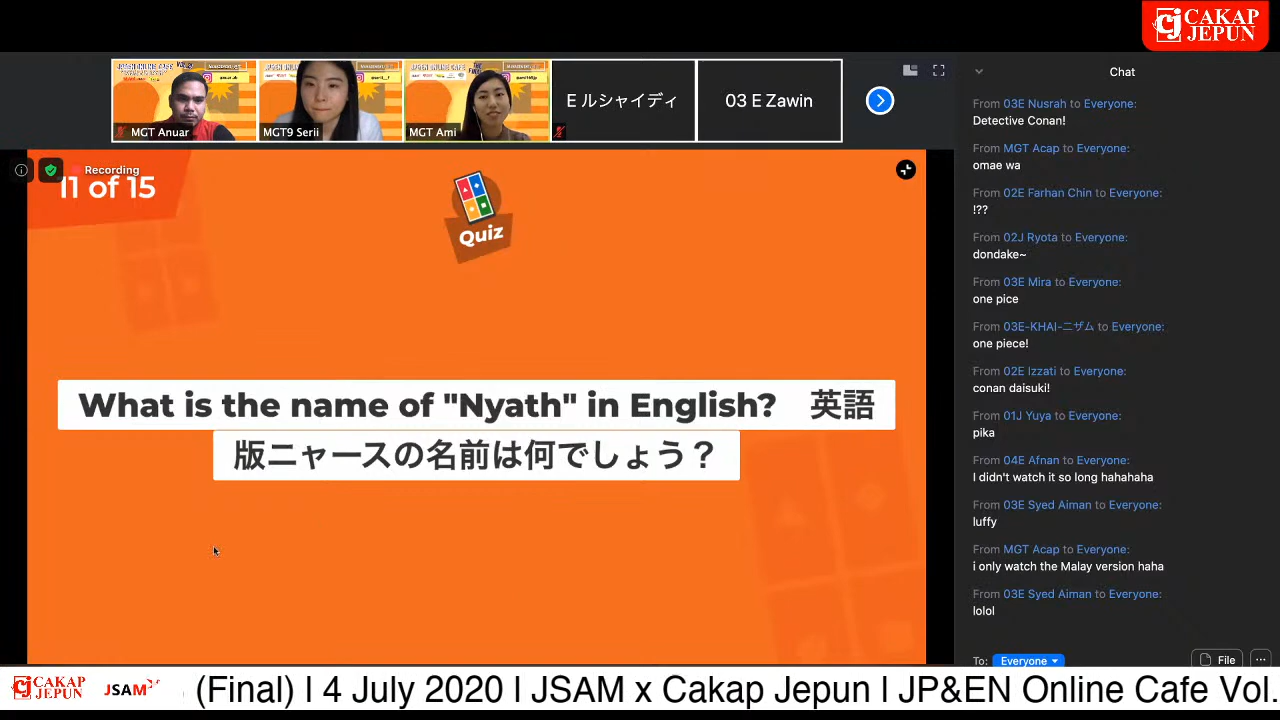 CAKAP
JEPUN
MGT Anuar
MGT9 Serii
MGT Ami
E ルシャイディ
03 E Zawin
Recording
11 of 15
Quiz
What is the name of "Nyath" in English? 英語
版ニャースの名前は何でしょう？
Chat
From 03E Nusrah to Everyone:
Detective Conan!
From MGT Acap to Everyone:
omae wa
From 02E Farhan Chin to Everyone:
!??
From 02J Ryota to Everyone:
dondake~
From 03E Mira to Everyone:
one pice
From 03E-KHAI-ニザム to Everyone:
one piece!
From 02E Izzati to Everyone:
conan daisuki!
From 01J Yuya to Everyone:
pika
From 04E Afnan to Everyone:
I didn't watch it so long hahahaha
From 03E Syed Aiman to Everyone:
luffy
From MGT Acap to Everyone:
i only watch the Malay version haha
From 03E Syed Aiman to Everyone:
lolol
To: Everyone
File
CAKAP
JEPUN
JSAM
(Final) I 4 July 2020 I JSAM x Cakap Jepun I JP&EN Online Cafe Vol.